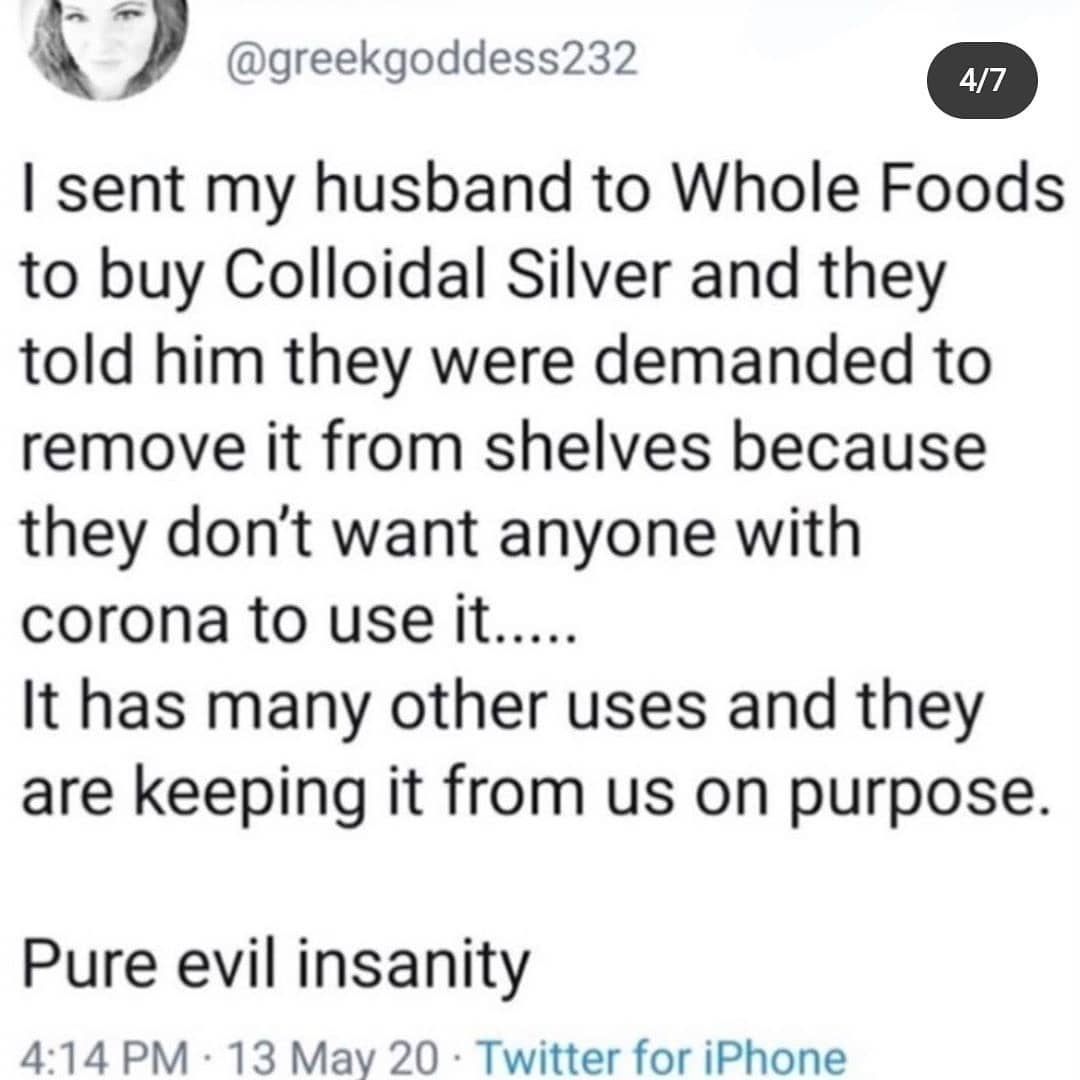 @greekgoddess232
4/7
I sent my husband to Whole Foods
to buy Colloidal Silver and they
told him they were demanded to
remove it from shelves because
they don't want anyone with
corona to use it.....
It has many other uses and they
are keeping it from us on purpose.
Pure evil insanity
4:14 PM · 13 May 20 · Twitter for iPhone